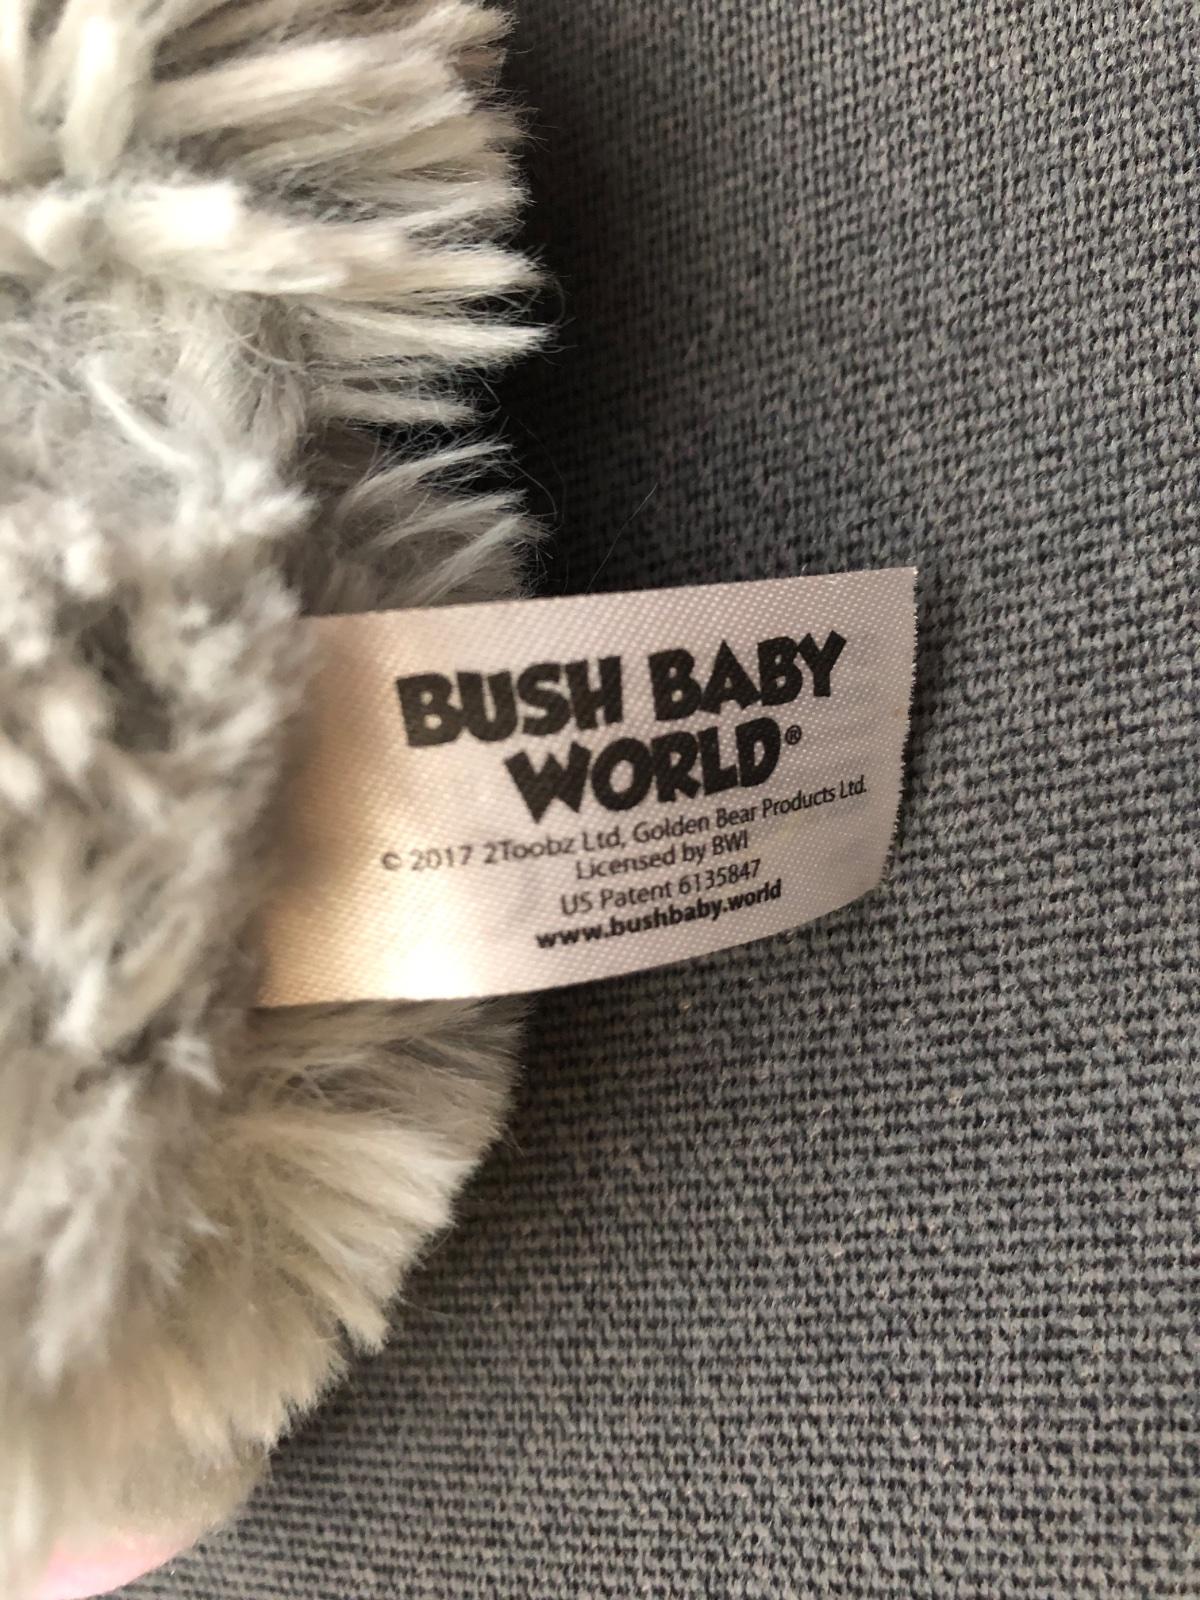 BUSH BABY
WORLD®
© 2017 2Toobz Ltd, Golden Bear Products Ltd.
Licensed by BWI
US Patent 6135847
www.bushbaby.world